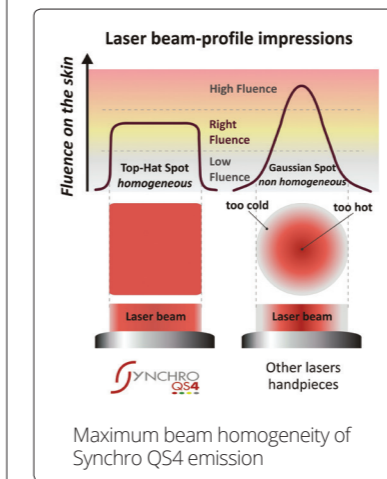 Laser beam-profile impressions
Fluence on the skin
High Fluence
Right
Fluence
Low
Fluence
Top-Hat Spot
homogeneous
Gaussian Spot
non homogeneous
too cold
too hot
Laser beam
Laser beam
SYNCHRO
QS4
Other lasers
handpieces
Maximum beam homogeneity of
Synchro QS4 emission